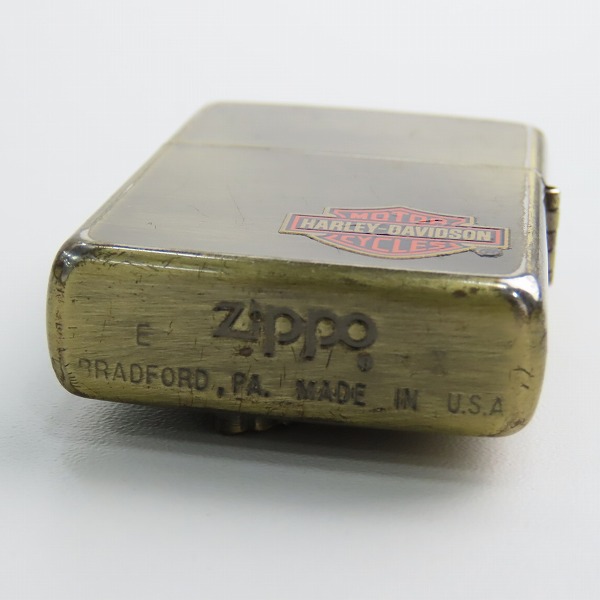 MOTOR
HARLEY-DAVIDSON
CYCLES
zippo ®
E X
BRADFORD, PA. MADE IN U.S.A